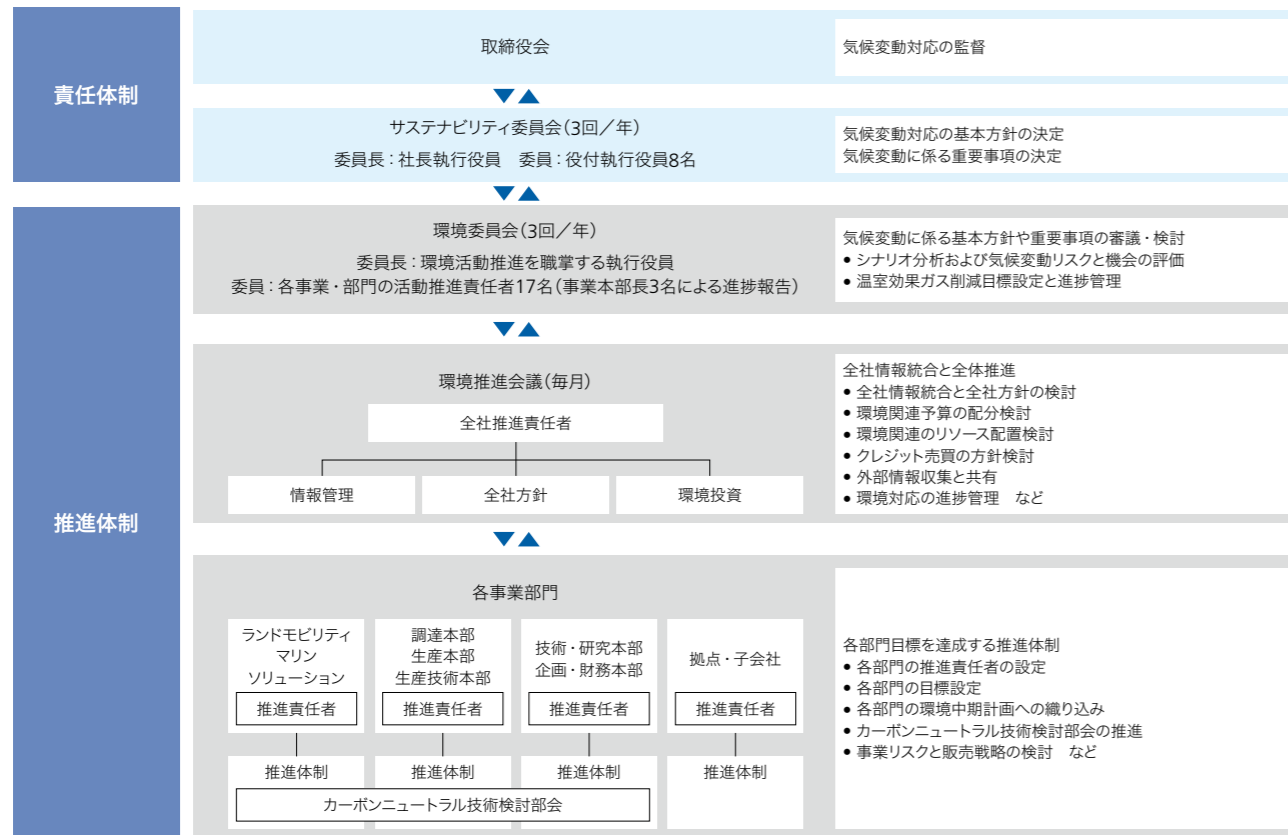 責任体制
取締役会
気候変動対応の監督
サステナビリティ委員会(3回／年)
委員長：社長執行役員　委員：役付執行役員8名
気候変動対応の基本方針の決定
気候変動に係る重要事項の決定
推進体制
環境委員会(3回／年)
委員長：環境活動推進を職掌する執行役員
委員：各事業・部門の活動推進責任者17名(事業本部長3名による進捗報告)
気候変動に係る基本方針や重要事項の審議・検討
• シナリオ分析および気候変動リスクと機会の評価
• 温室効果ガス削減目標設定と進捗管理
環境推進会議(毎月)
全社推進責任者
情報管理
全社方針
環境投資
全社情報統合と全体推進
• 全社情報統合と全社方針の検討
• 環境関連予算の配分検討
• 環境関連のリソース配置検討
• クレジット売買の方針検討
• 外部情報収集と共有
• 環境対応の進捗管理　など
各事業部門
ランドモビリティ
マリン
ソリューション
推進責任者
推進体制
調達本部
生産本部
生産技術本部
推進責任者
推進体制
技術・研究本部
企画・財務本部
推進責任者
推進体制
拠点・子会社
推進責任者
推進体制
カーボンニュートラル技術検討部会
各部門目標を達成する推進体制
• 各部門の推進責任者の設定
• 各部門の目標設定
• 各部門の環境中期計画への織り込み
• カーボンニュートラル技術検討部会の推進
• 事業リスクと販売戦略の検討　など